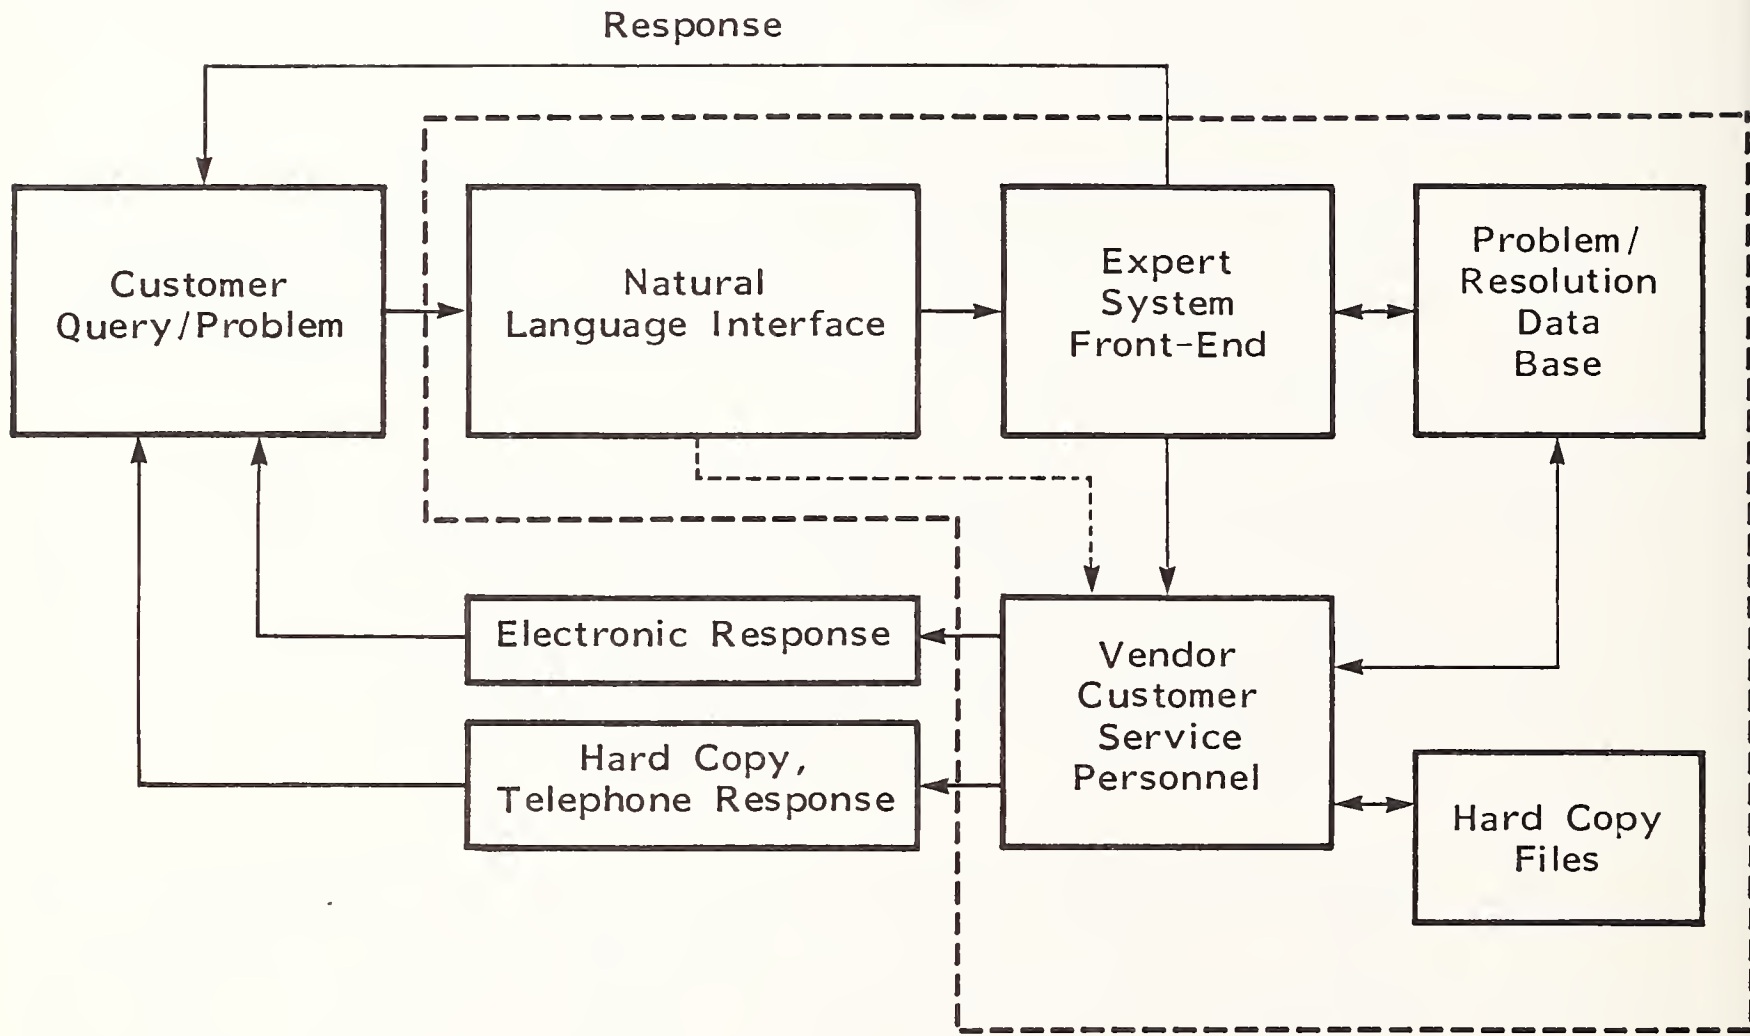 Response
Customer
Query/Problem
Natural
Language Interface
Expert
System
Front-End
Problem/
Resolution
Data
Base
Electronic Response
Hard Copy,
Telephone Response
Vendor
Customer
Service
Personnel
Hard Copy
Files